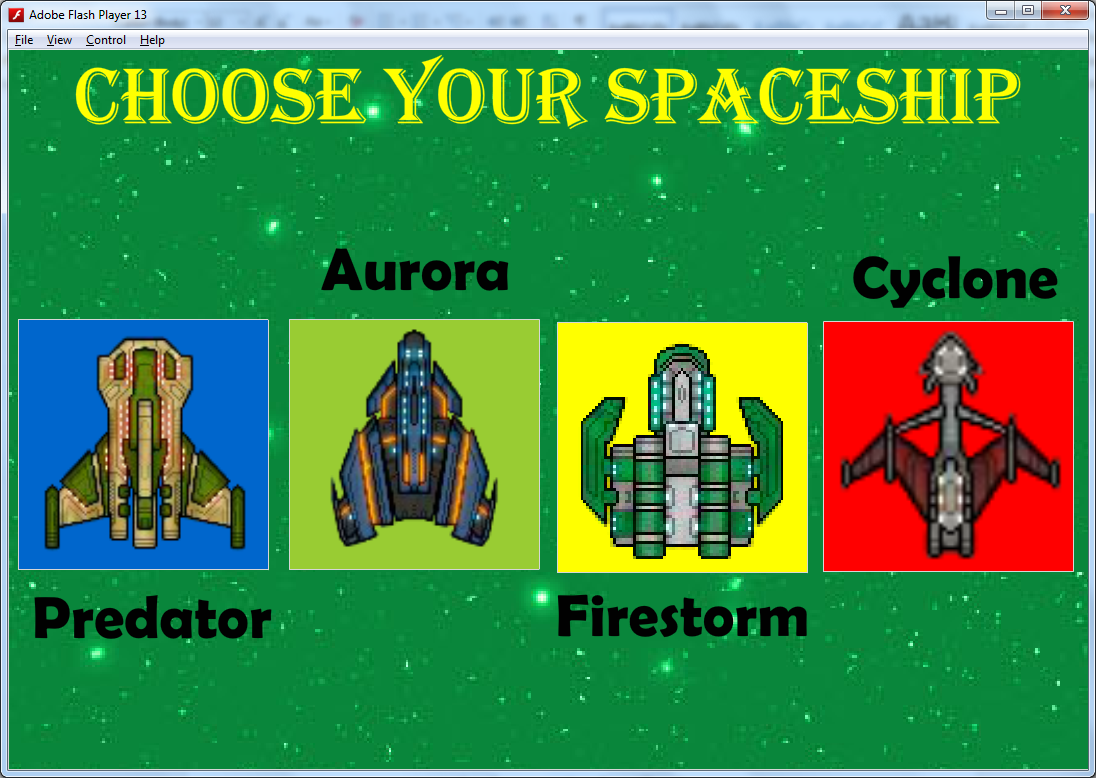 Adobe Flash Player 13
File View Control Help
CHOOSE YOUR SPACESHIP
Aurora
Cyclone
Predator
Firestorm